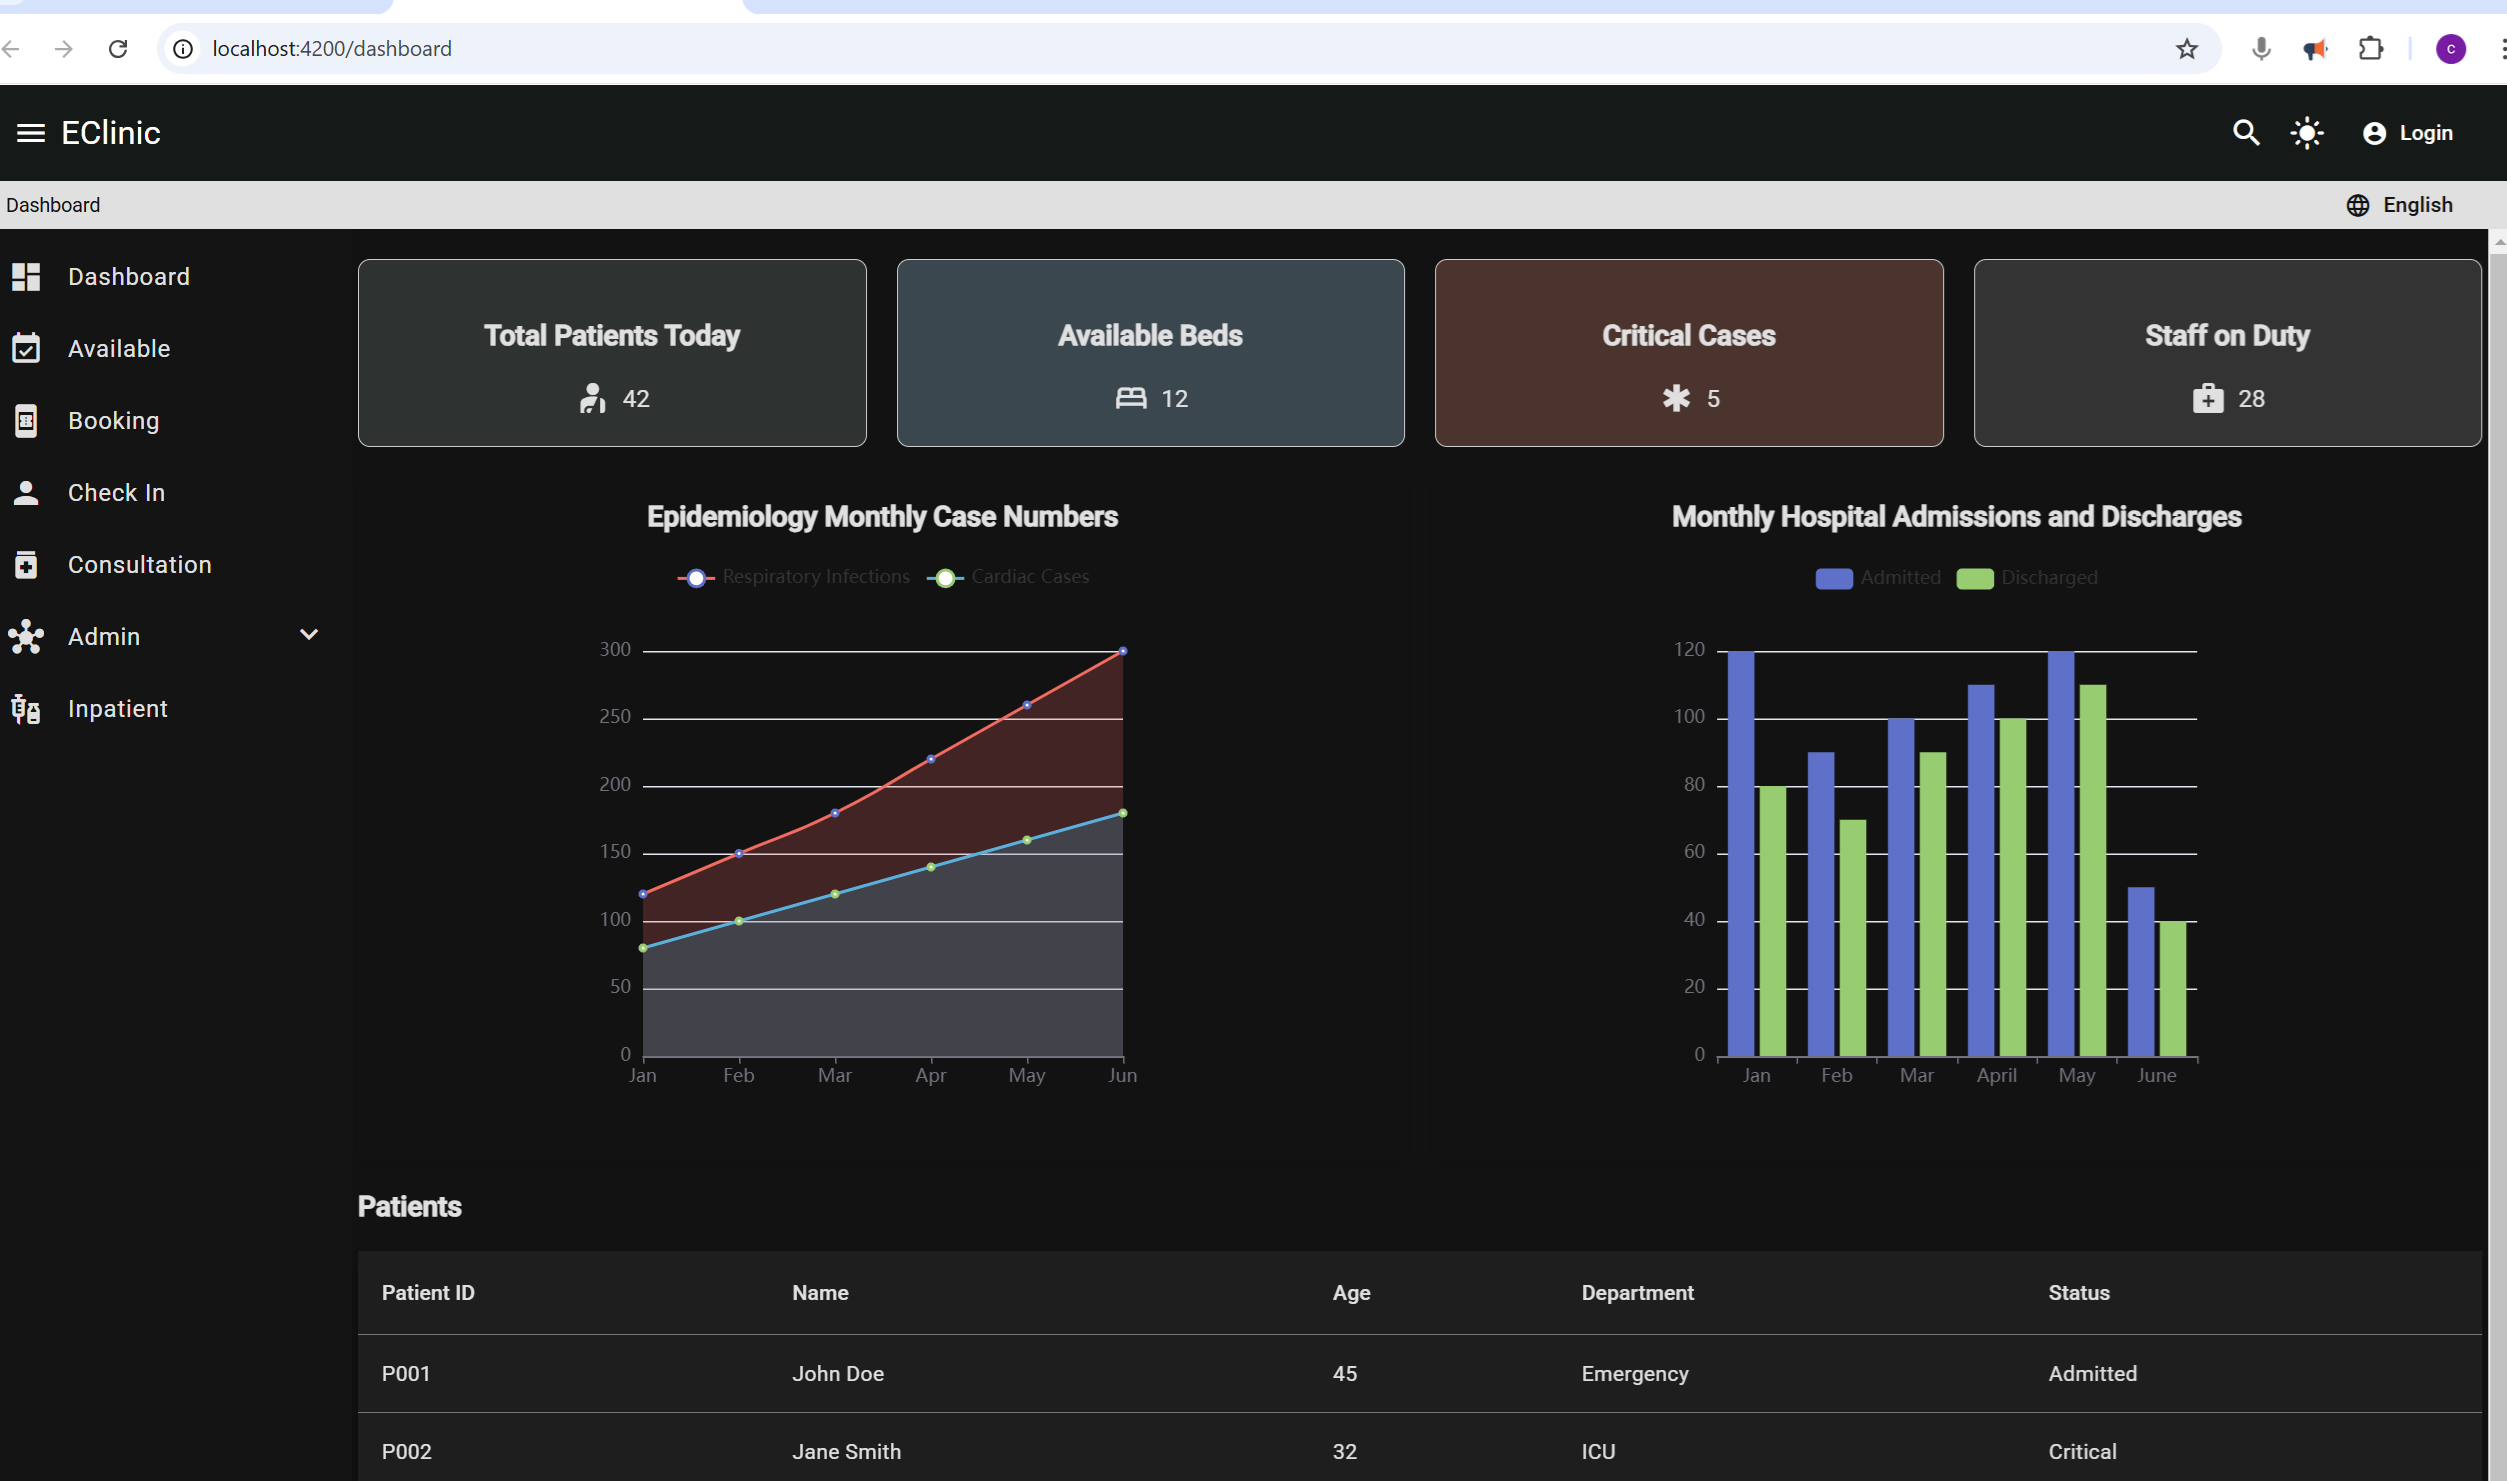 localhost:4200/dashboard
C
EClinic
Login
Dashboard
English
Dashboard
Available
Booking
Check In
Consultation
Admin
Inpatient
Total Patients Today
42
Available Beds
12
Critical Cases
5
Staff on Duty
28
Epidemiology Monthly Case Numbers
Respiratory Infections Cardiac Cases
300
250
200
150
100
50
0
Jan Feb Mar Apr May Jun
Monthly Hospital Admissions and Discharges
Admitted Discharged
120
100
80
60
40
20
0
Jan Feb Mar April May June
Patients
Patient ID Name Age Department Status
P001 John Doe 45 Emergency Admitted
P002 Jane Smith 32 ICU Critical